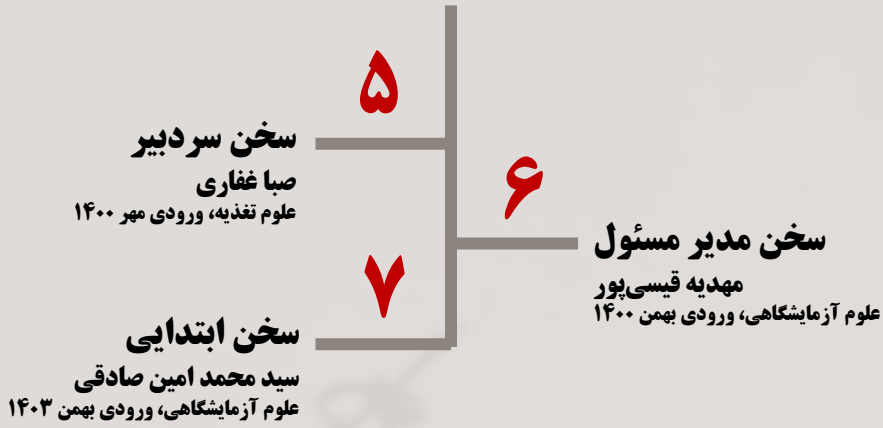 ۵
سخن سردبیر
صبا غفاری
علوم تغذیه، ورودی مهر ۱۴۰۰
۶
سخن مدیر مسئول
مهدیه قیسی‌پور
علوم آزمایشگاهی، ورودی بهمن ۱۴۰۰
۷
سخن ابتدایی
سید محمد امین صادقی
علوم آزمایشگاهی، ورودی بهمن ۱۴۰۳